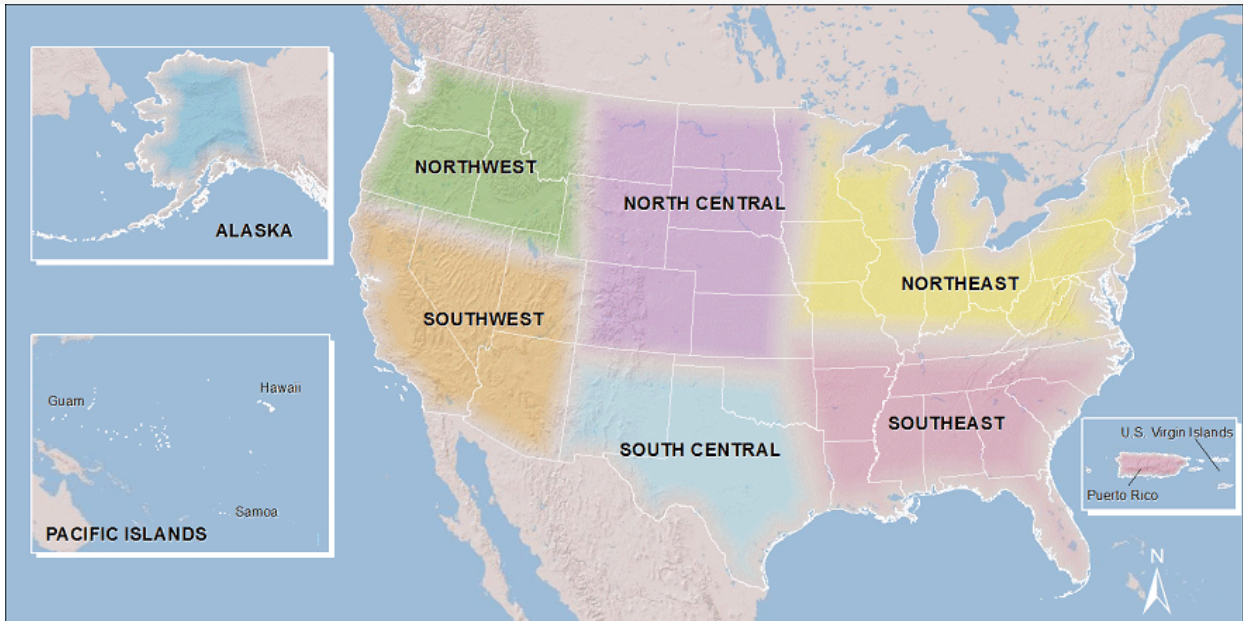 ALASKA
Guam
Hawaii
Samoa
PACIFIC ISLANDS
NORTHWEST
NORTH CENTRAL
NORTHEAST
SOUTHWEST
SOUTH CENTRAL
SOUTHEAST
U.S. Virgin Islands
Puerto Rico
N